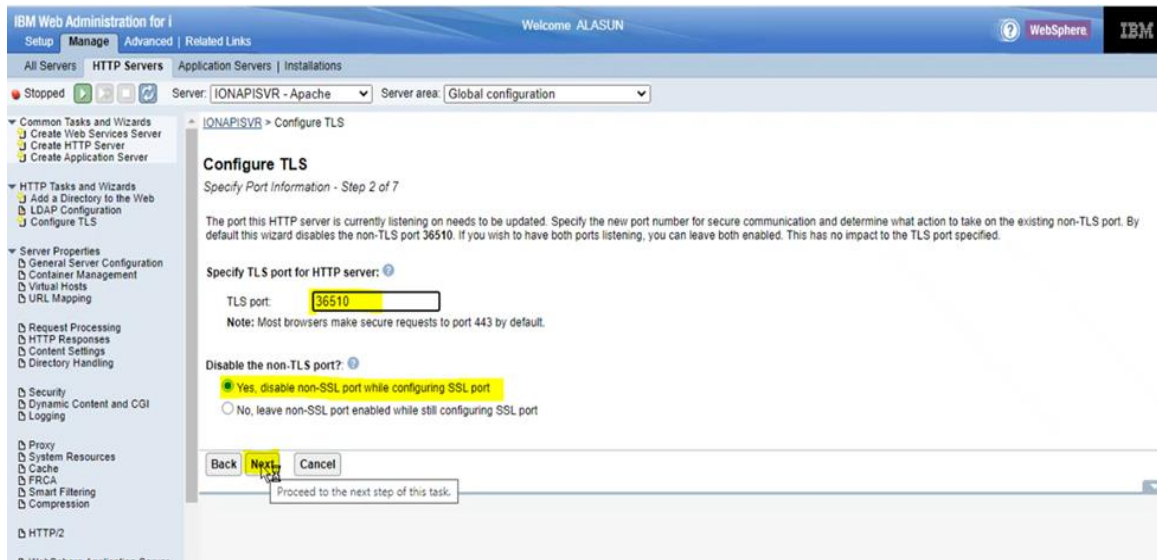 IBM Web Administration for i
Welcome ALASUN
WebSphere
IBM
Setup Manage Advanced | Related Links
All Servers HTTP Servers Application Servers | Installations
Stopped Server: IONAPISVR - Apache Server area: Global configuration
Common Tasks and Wizards
Create Web Services Server
Create HTTP Server
Create Application Server
HTTP Tasks and Wizards
Add a Directory to the Web
LDAP Configuration
Configure TLS
Server Properties
General Server Configuration
Container Management
Virtual Hosts
URL Mapping
Request Processing
HTTP Responses
Content Settings
Directory Handling
Security
Dynamic Content and CGI
Logging
Proxy
System Resources
Cache
FRCA
Smart Filtering
Compression
HTTP/2
IONAPISVR > Configure TLS
Configure TLS
Specify Port Information - Step 2 of 7
The port this HTTP server is currently listening on needs to be updated. Specify the new port number for secure communication and determine what action to take on the existing non-TLS port. By
default this wizard disables the non-TLS port 36510. If you wish to have both ports listening, you can leave both enabled. This has no impact to the TLS port specified.
Specify TLS port for HTTP server:
TLS port: 36510
Note: Most browsers make secure requests to port 443 by default.
Disable the non-TLS port?:
Yes, disable non-SSL port while configuring SSL port
No, leave non-SSL port enabled while still configuring SSL port
Back Next Cancel
Proceed to the next step of this task.